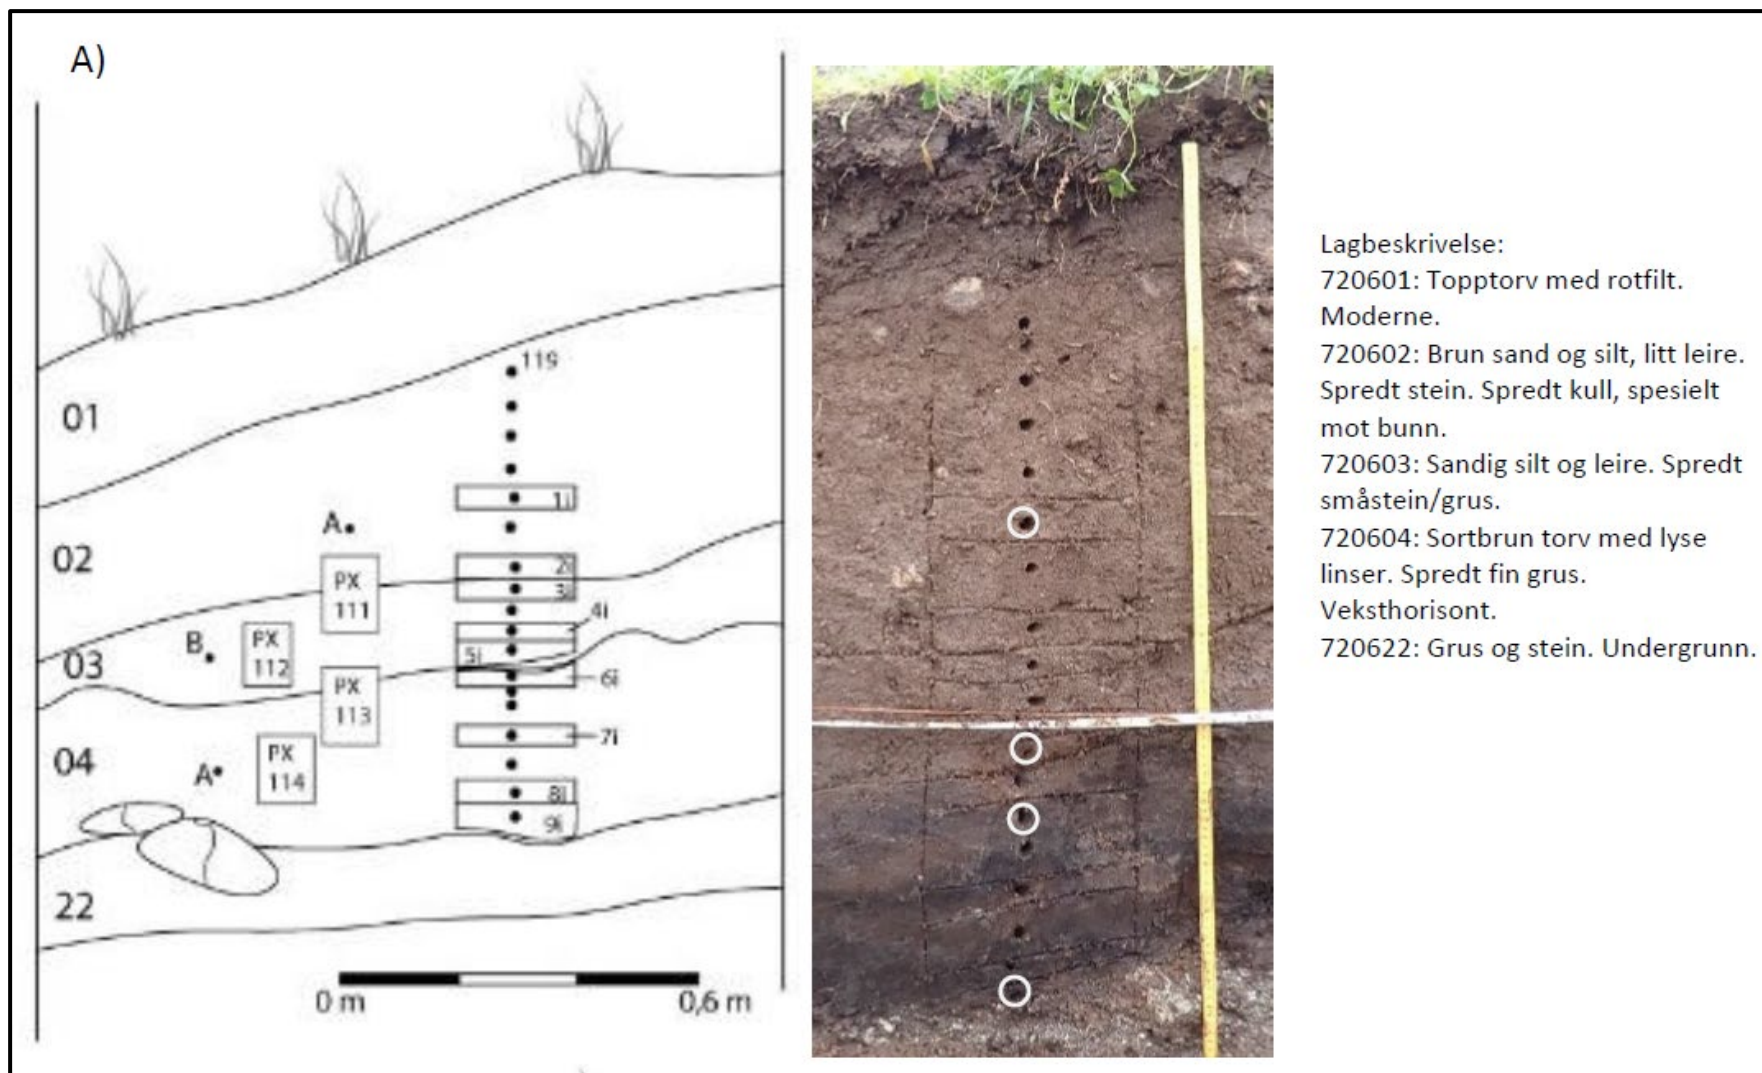 A)
119
01
1i
A
02
2i
PX
111
3i
4i
B
PX
112
03
5i
6i
PX
113
7i
04
A
PX
114
8i
9i
22
0 m
0,6 m
Lagbeskrivelse:
720601: Topptorv med rotfilt.
Moderne.
720602: Brun sand og silt, litt leire.
Spredt stein. Spredt kull, spesielt
mot bunn.
720603: Sandig silt og leire. Spredt
småstein/grus.
720604: Sortbrun torv med lyse
linser. Spredt fin grus.
Veksthorisont.
720622: Grus og stein. Undergrunn.